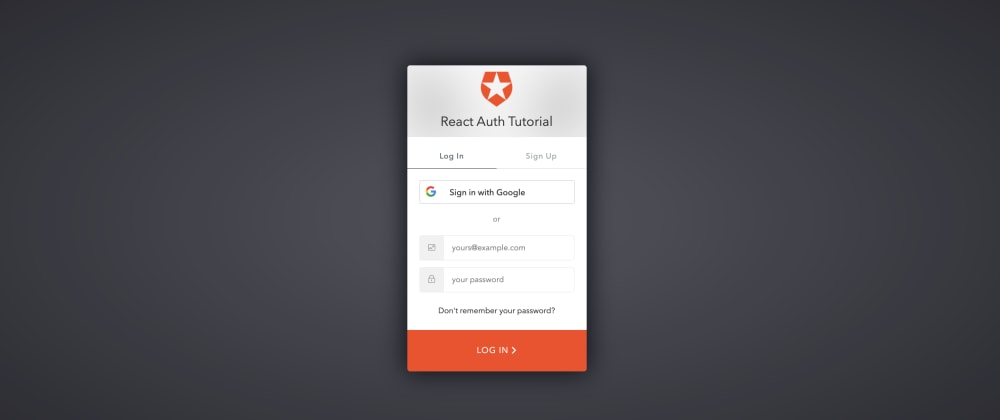 React Auth Tutorial
Log In
Sign Up
Sign in with Google
or
yours@example.com
your password
Don't remember your password?
LOG IN